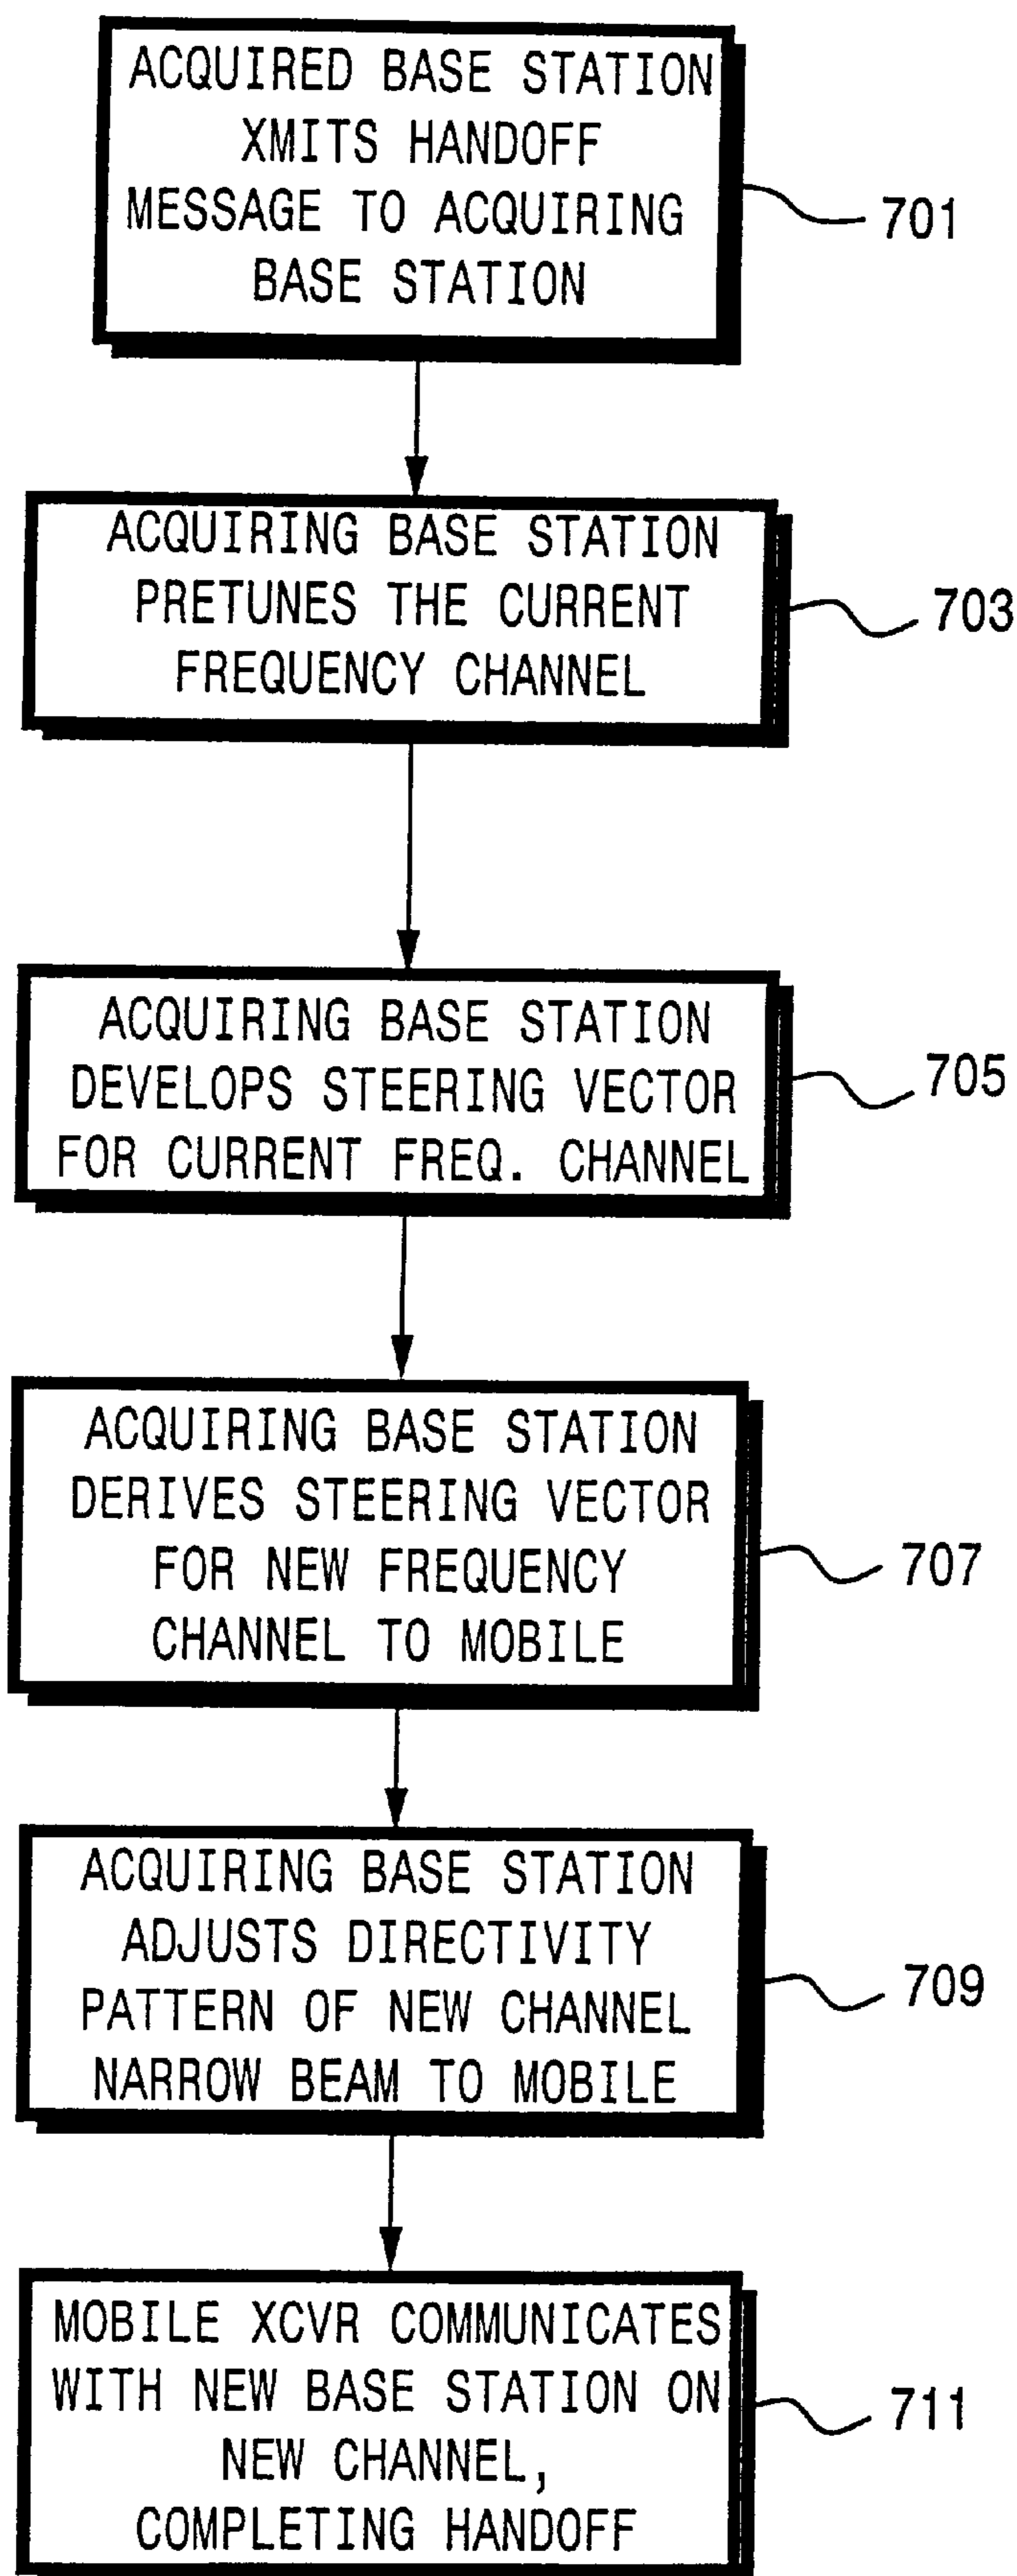 ACQUIRED BASE STATION
XMITS HANDOFF
MESSAGE TO ACQUIRING
BASE STATION
701
ACQUIRING BASE STATION
PRETUNES THE CURRENT
FREQUENCY CHANNEL
703
ACQUIRING BASE STATION
DEVELOPS STEERING VECTOR
FOR CURRENT FREQ. CHANNEL
705
ACQUIRING BASE STATION
DERIVES STEERING VECTOR
FOR NEW FREQUENCY
CHANNEL TO MOBILE
707
ACQUIRING BASE STATION
ADJUSTS DIRECTIVITY
PATTERN OF NEW CHANNEL
NARROW BEAM TO MOBILE
709
MOBILE XCVR COMMUNICATES
WITH NEW BASE STATION ON
NEW CHANNEL,
COMPLETING HANDOFF
711